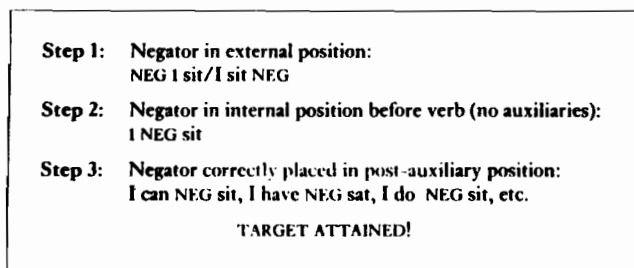 Step 1: Negator in external position:
NEG I sit/I sit NEG
Step 2: Negator in internal position before verb (no auxiliaries):
I NEG sit
Step 3: Negator correctly placed in post-auxiliary position:
I can NEG sit, I have NEG sat, I do NEG sit, etc.
TARGET ATTAINED!